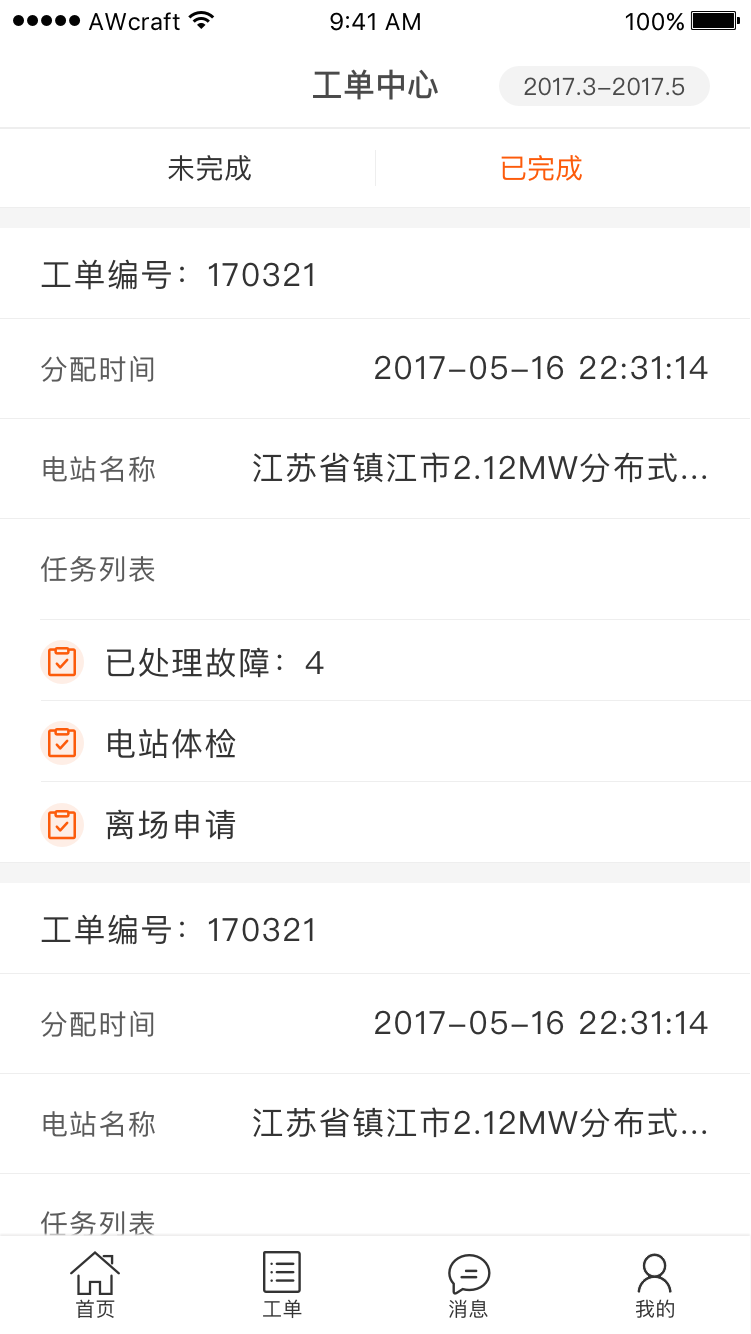 AWcraft 9:41 AM 100%
工单中心 2017.3–2017.5
未完成 已完成
工单编号：170321
分配时间 2017–05–16 22:31:14
电站名称 江苏省镇江市2.12MW分布式...
任务列表
已处理故障：4
电站体检
离场申请
工单编号：170321
分配时间 2017–05–16 22:31:14
电站名称 江苏省镇江市2.12MW分布式...
任务列表
首页 工单 消息 我的